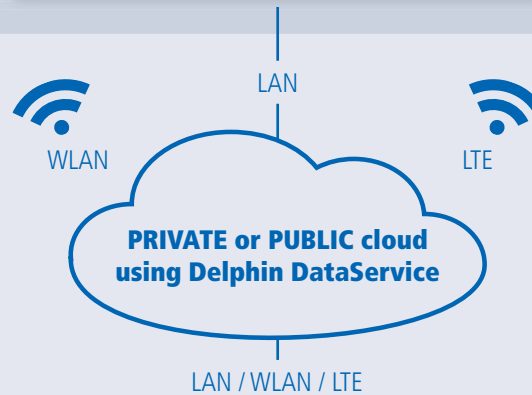 LAN
WLAN
LTE
PRIVATE or PUBLIC cloud
using Delphin DataService
LAN / WLAN / LTE